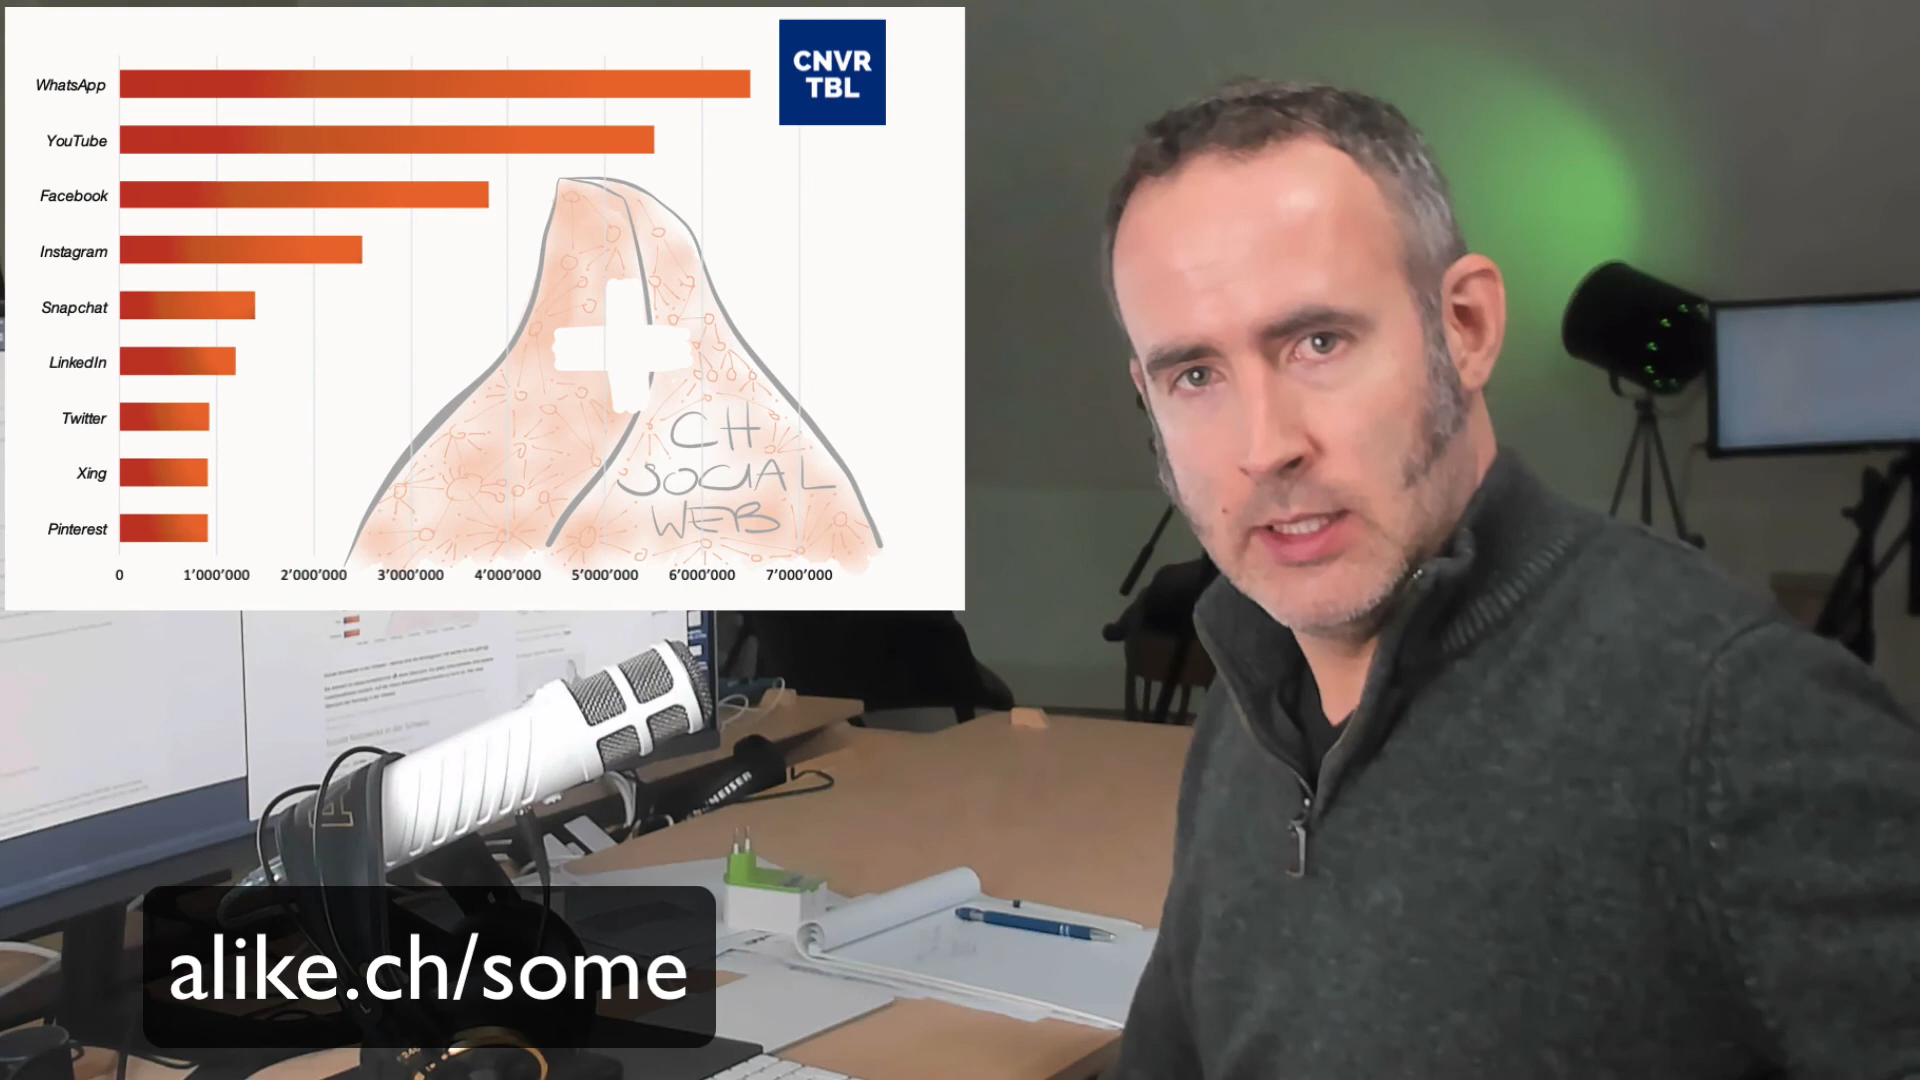 CNVR
TBL
WhatsApp
YouTube
Facebook
Instagram
Snapchat
LinkedIn
Twitter
Xing
Pinterest
CH
SOCIAL
WEB
0 1’000’000 2’000’000 3’000’000 4’000’000 5’000’000 6’000’000 7’000’000
alike.ch/some